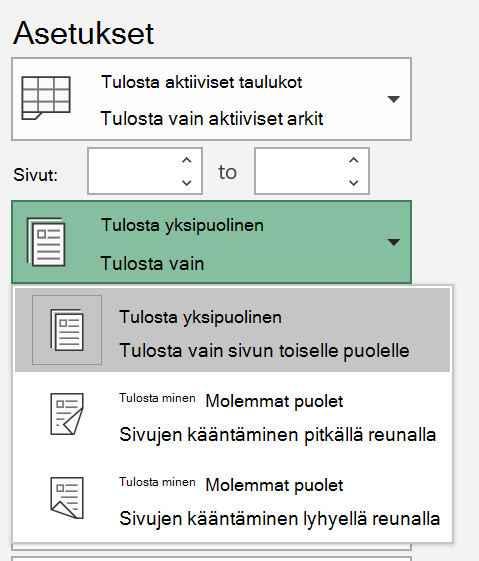 Asetukset
Tulosta aktiiviset taulukot
Tulosta vain aktiiviset arkit
Sivut: to
Tulosta yksipuolinen
Tulosta vain
Tulosta yksipuolinen
Tulosta vain sivun toiselle puolelle
Tulosta minen Molemmat puolet
Sivujen kääntäminen pitkällä reunalla
Tulosta minen Molemmat puolet
Sivujen kääntäminen lyhyellä reunalla